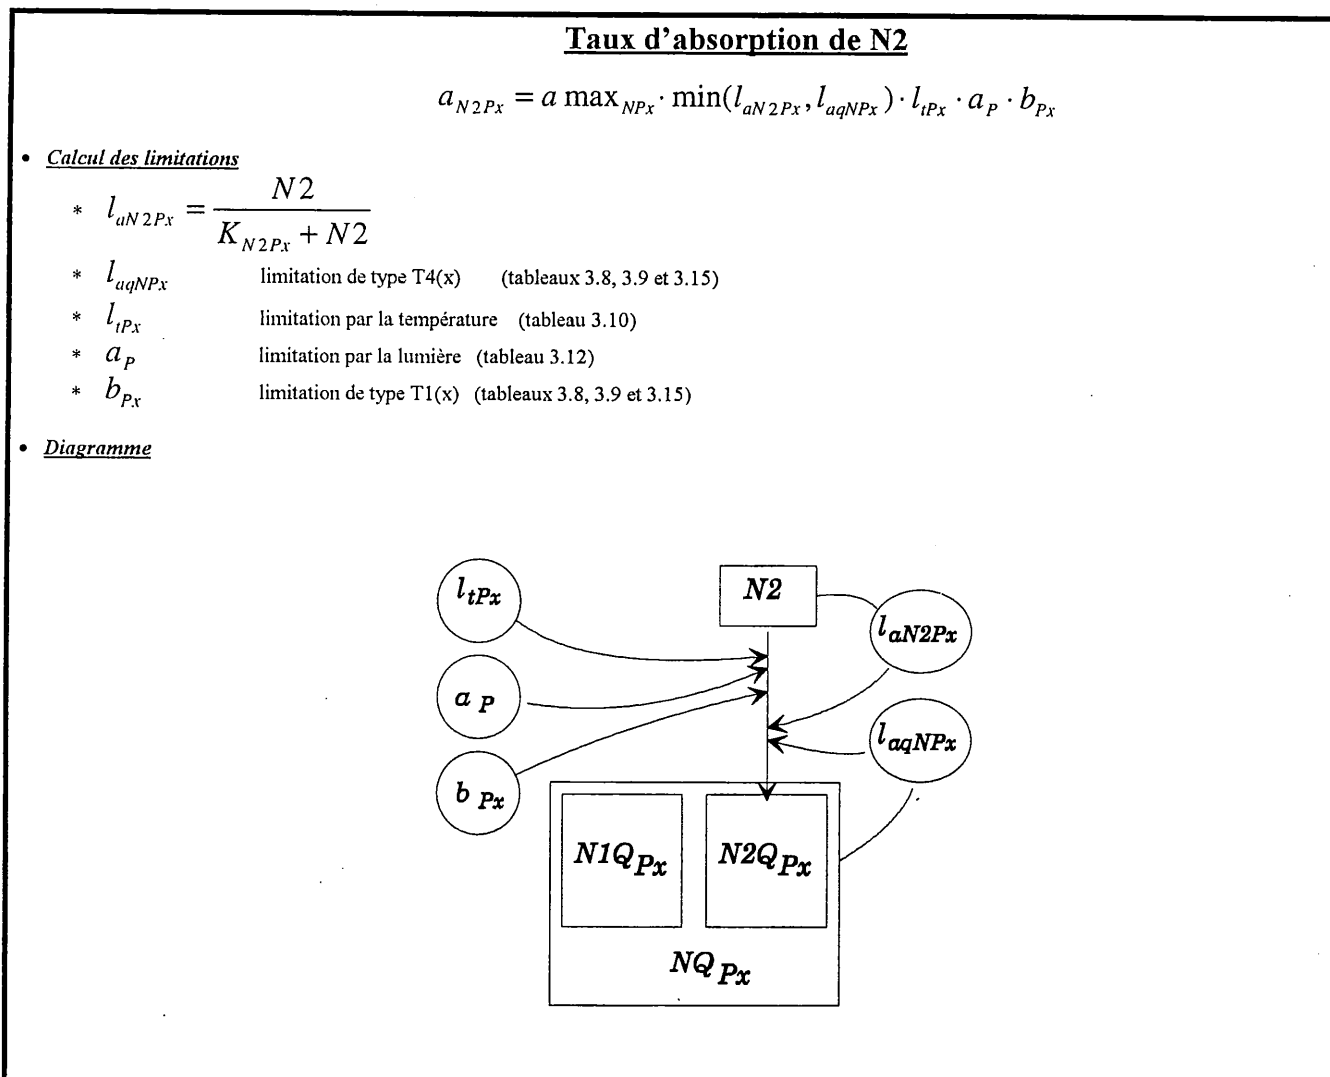 Taux d'absorption de N2
a_{N2Px} = a max_{NPx} · min(l_{aN2Px}, l_{aqNPx}) · l_{tPx} · a_P · b_{Px}
• Calcul des limitations
* l_{aN2Px} = \frac{N2}{K_{N2Px} + N2}
* l_{aqNPx} limitation de type T4(x) (tableaux 3.8, 3.9 et 3.15)
* l_{tPx} limitation par la température (tableau 3.10)
* a_P limitation par la lumière (tableau 3.12)
* b_{Px} limitation de type T1(x) (tableaux 3.8, 3.9 et 3.15)
• Diagramme
l_{tPx}
N2
l_{aN2Px}
a_P
l_{aqNPx}
b_{Px}
N1Q_{Px}
N2Q_{Px}
NQ_{Px}